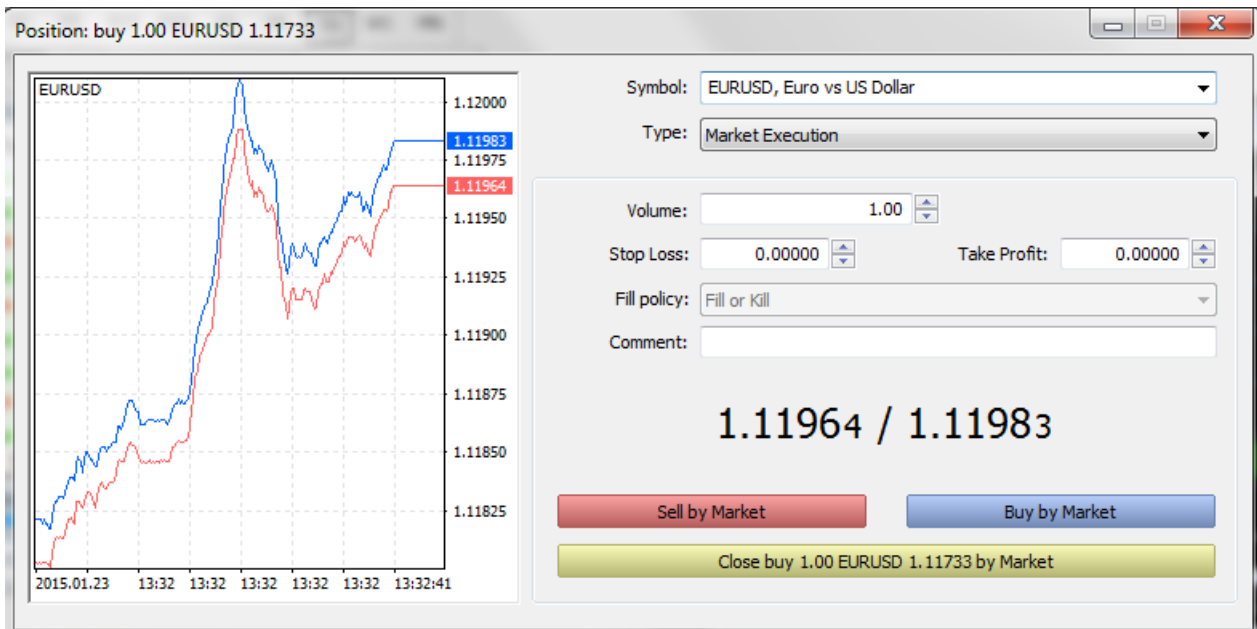 Position: buy 1.00 EURUSD 1.11733
EURUSD
1.12000
1.11983
1.11975
1.11964
1.11950
1.11925
1.11900
1.11875
1.11850
1.11825
2015.01.23 13:32 13:32 13:32 13:32 13:32 13:32:41
Symbol: EURUSD, Euro vs US Dollar
Type: Market Execution
Volume: 1.00
Stop Loss: 0.00000 Take Profit: 0.00000
Fill policy: Fill or Kill
Comment:
1.11964 / 1.11983
Sell by Market Buy by Market
Close buy 1.00 EURUSD 1.11733 by Market